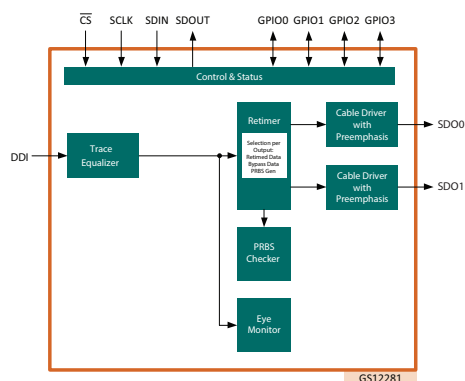 CS SCLK SDIN SDOUT GPIO0 GPIO1 GPIO2 GPIO3
Control & Status
DDI
Trace
Equalizer
Retimer
Selection per
Output:
Retimed Data
Bypass Data
PRBS Gen
Cable Driver
with
Preemphasis
SDO0
Cable Driver
with
Preemphasis
SDO1
PRBS
Checker
Eye
Monitor
GS12281